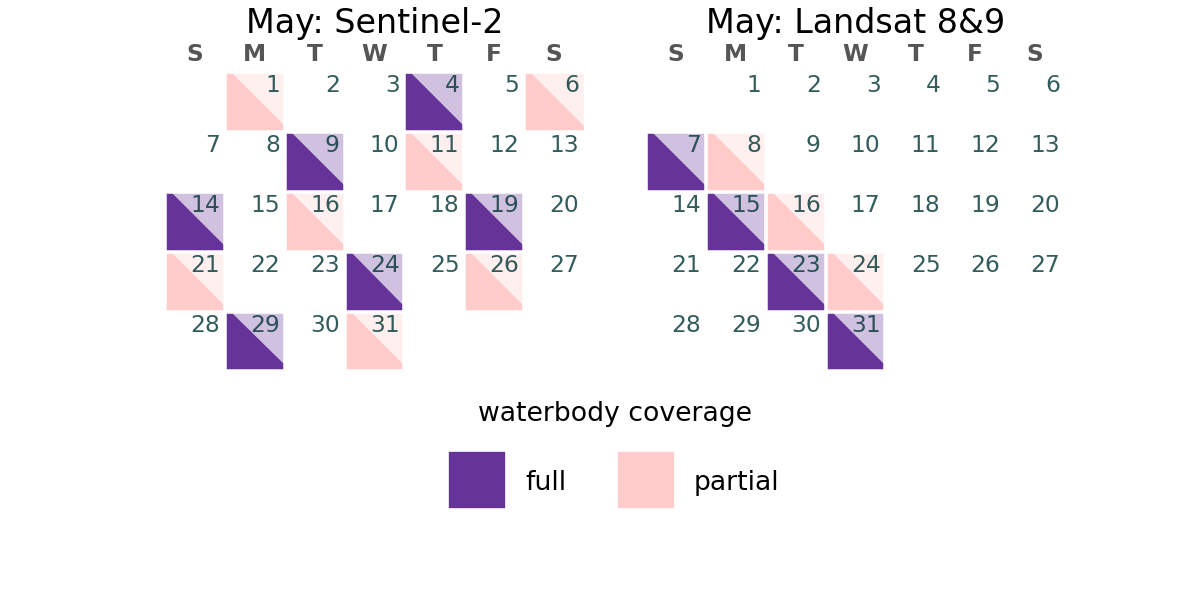 May: Sentinel-2
S M T W T F S
1 2 3 4 5 6
7 8 9 10 11 12 13
14 15 16 17 18 19 20
21 22 23 24 25 26 27
28 29 30 31
May: Landsat 8&9
S M T W T F S
1 2 3 4 5 6
7 8 9 10 11 12 13
14 15 16 17 18 19 20
21 22 23 24 25 26 27
28 29 30 31
waterbody coverage
full
partial